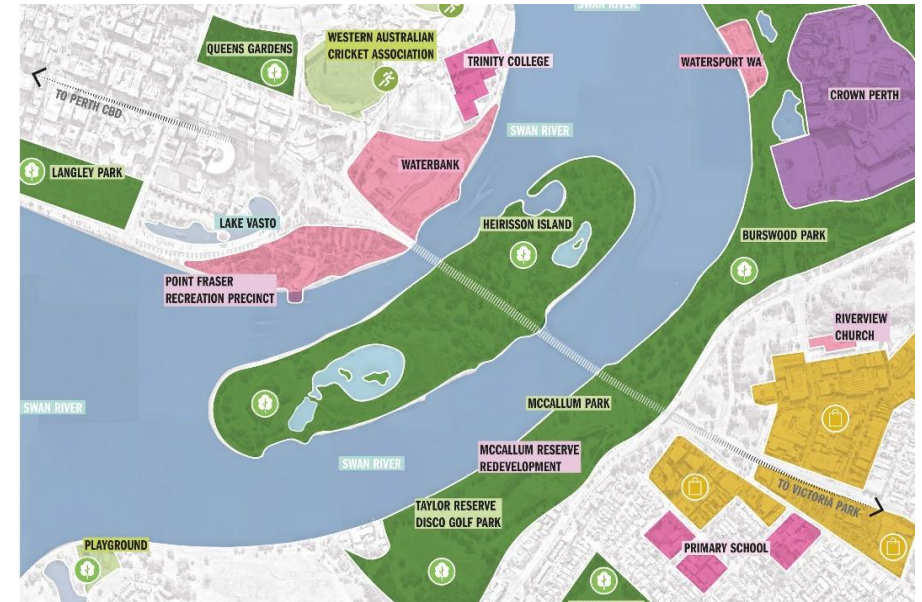 SWAN RIVER
QUEENS GARDENS
WESTERN AUSTRALIAN
CRICKET ASSOCIATION
TRINITY COLLEGE
WATERSPORT WA
CROWN PERTH
TO PERTH CBD
SWAN RIVER
WATERBANK
LANGLEY PARK
LAKE VASTO
HEIRISSON ISLAND
BURSWOOD PARK
POINT FRASER
RECREATION PRECINCT
RIVERVIEW
CHURCH
SWAN RIVER
MCCALLUM PARK
MCCALLUM RESERVE
REDEVELOPMENT
SWAN RIVER
TO VICTORIA PARK
TAYLOR RESERVE
DISCO GOLF PARK
PLAYGROUND
PRIMARY SCHOOL